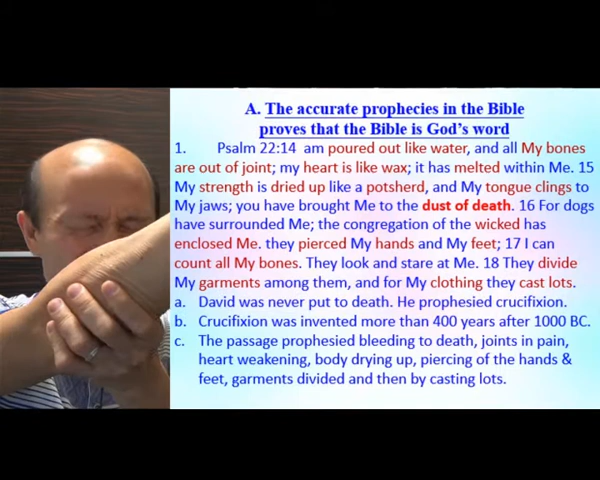 A. The accurate prophecies in the Bible
proves that the Bible is God's word
1. Psalm 22:14 am poured out like water, and all My bones
are out of joint; my heart is like wax; it has melted within Me. 15
My strength is dried up like a potsherd, and My tongue clings to
My jaws; you have brought Me to the dust of death. 16 For dogs
have surrounded Me; the congregation of the wicked has
enclosed Me. they pierced My hands and My feet; 17 I can
count all My bones. They look and stare at Me. 18 They divide
My garments among them, and for My clothing they cast lots.
a. David was never put to death. He prophesied crucifixion.
b. Crucifixion was invented more than 400 years after 1000 BC.
c. The passage prophesied bleeding to death, joints in pain,
heart weakening, body drying up, piercing of the hands &
feet, garments divided and then by casting lots.